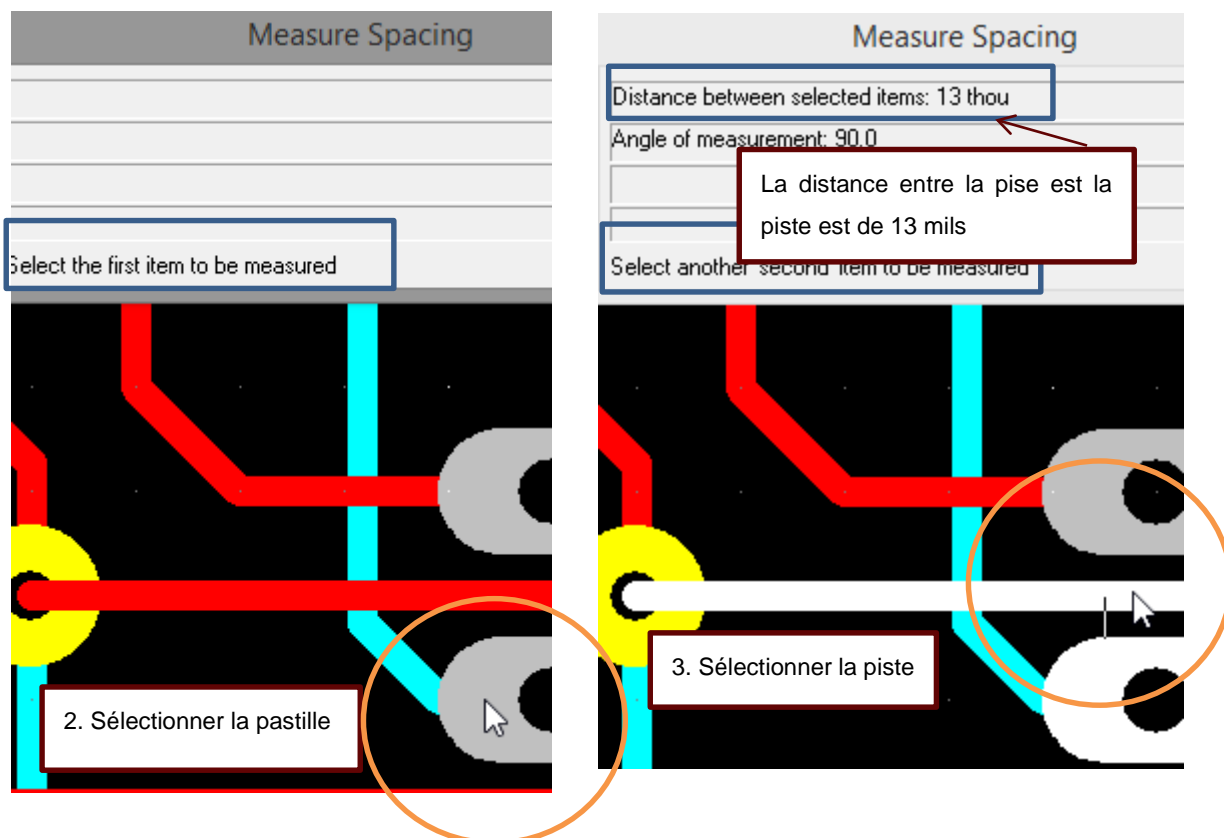 Measure Spacing
Select the first item to be measured
2. Sélectionner la pastille
Measure Spacing
Distance between selected items: 13 thou
Angle of measurement: 90.0
La distance entre la pise est la
piste est de 13 mils
Select another 'second' item to be measured
3. Sélectionner la piste